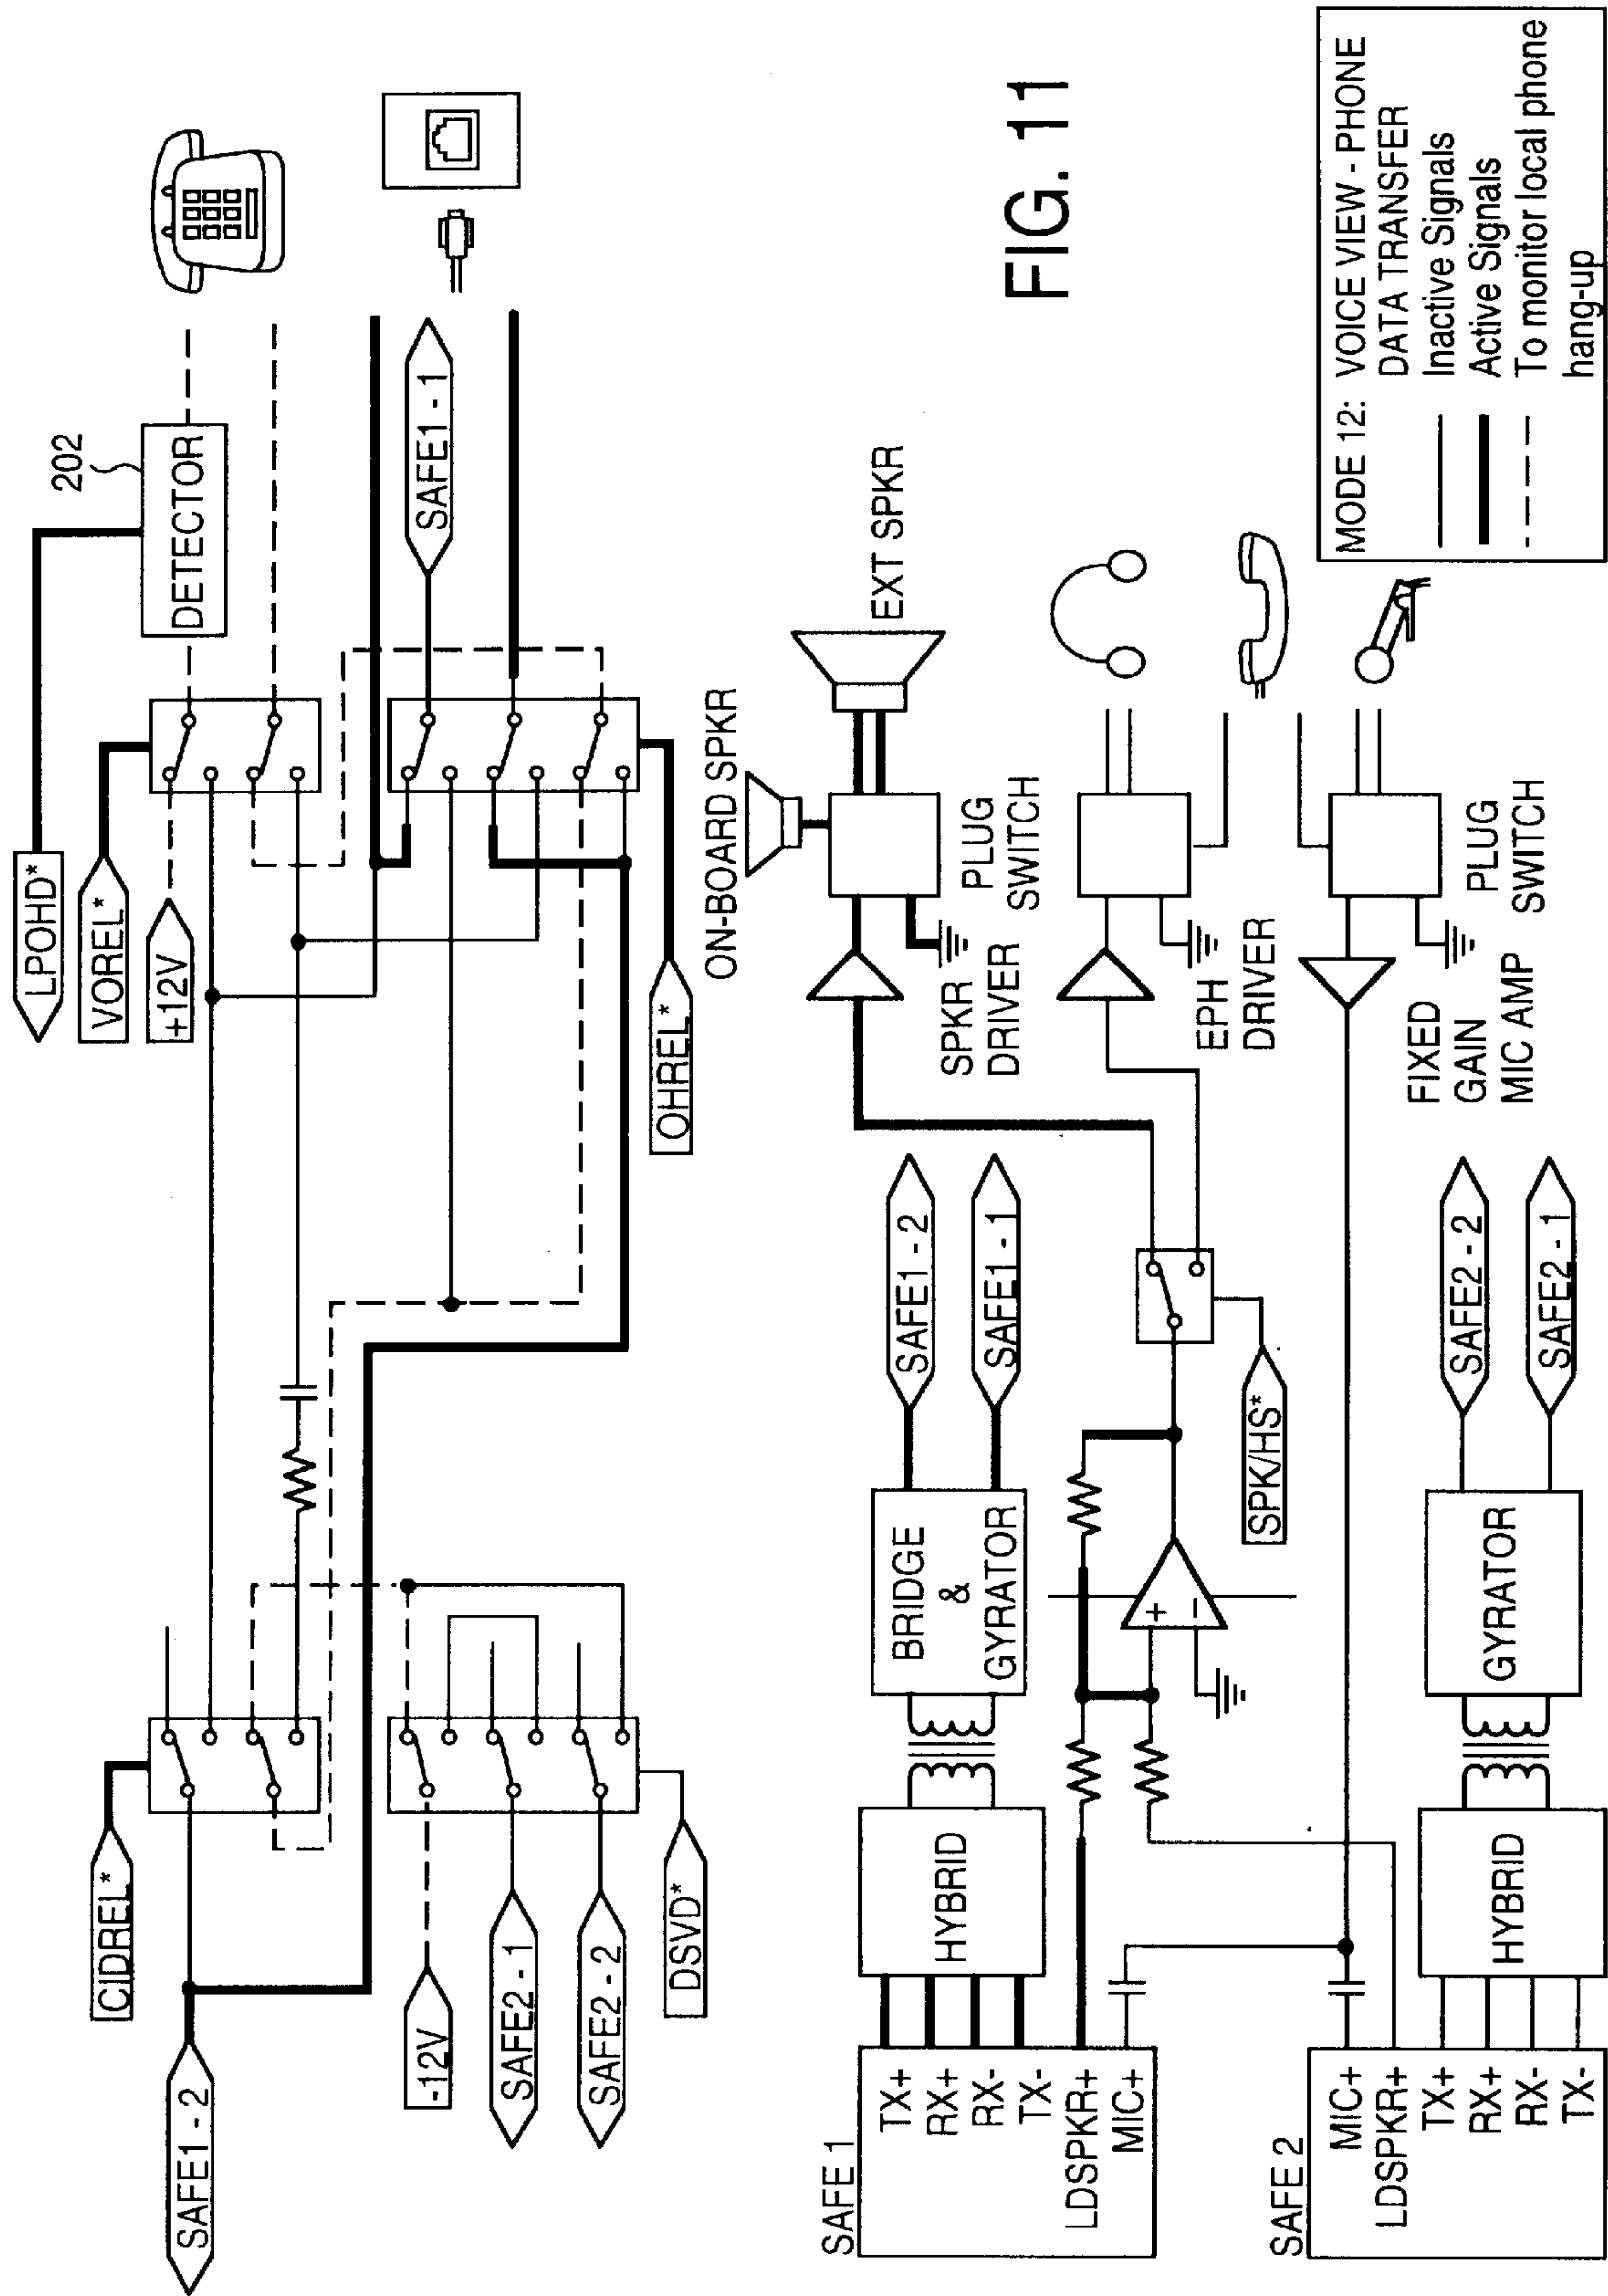 LPOHD*
VOREL*
+12V
202
DETECTOR
CIDREL*
SAFE1 - 2
-12V
SAFE2 - 1
SAFE2 - 2
DSVD*
OHREL*
SAFE1 - 1
FIG. 11
SAFE 1
TX+
RX+
RX-
TX-
LDSPKR+
MIC+
HYBRID
BRIDGE
&
GYRATOR
SAFE1 - 2
SAFE1 - 1
SPK/HS*
ON-BOARD SPKR
EXT SPKR
SPKR
DRIVER
PLUG
SWITCH
EPH
DRIVER
FIXED
GAIN
MIC AMP
PLUG
SWITCH
SAFE 2
MIC+
LDSPKR+
TX+
RX+
RX-
TX-
HYBRID
GYRATOR
SAFE2 - 2
SAFE2 - 1
MODE 12: VOICE VIEW - PHONE
DATA TRANSFER
Inactive Signals
Active Signals
To monitor local phone
hang-up